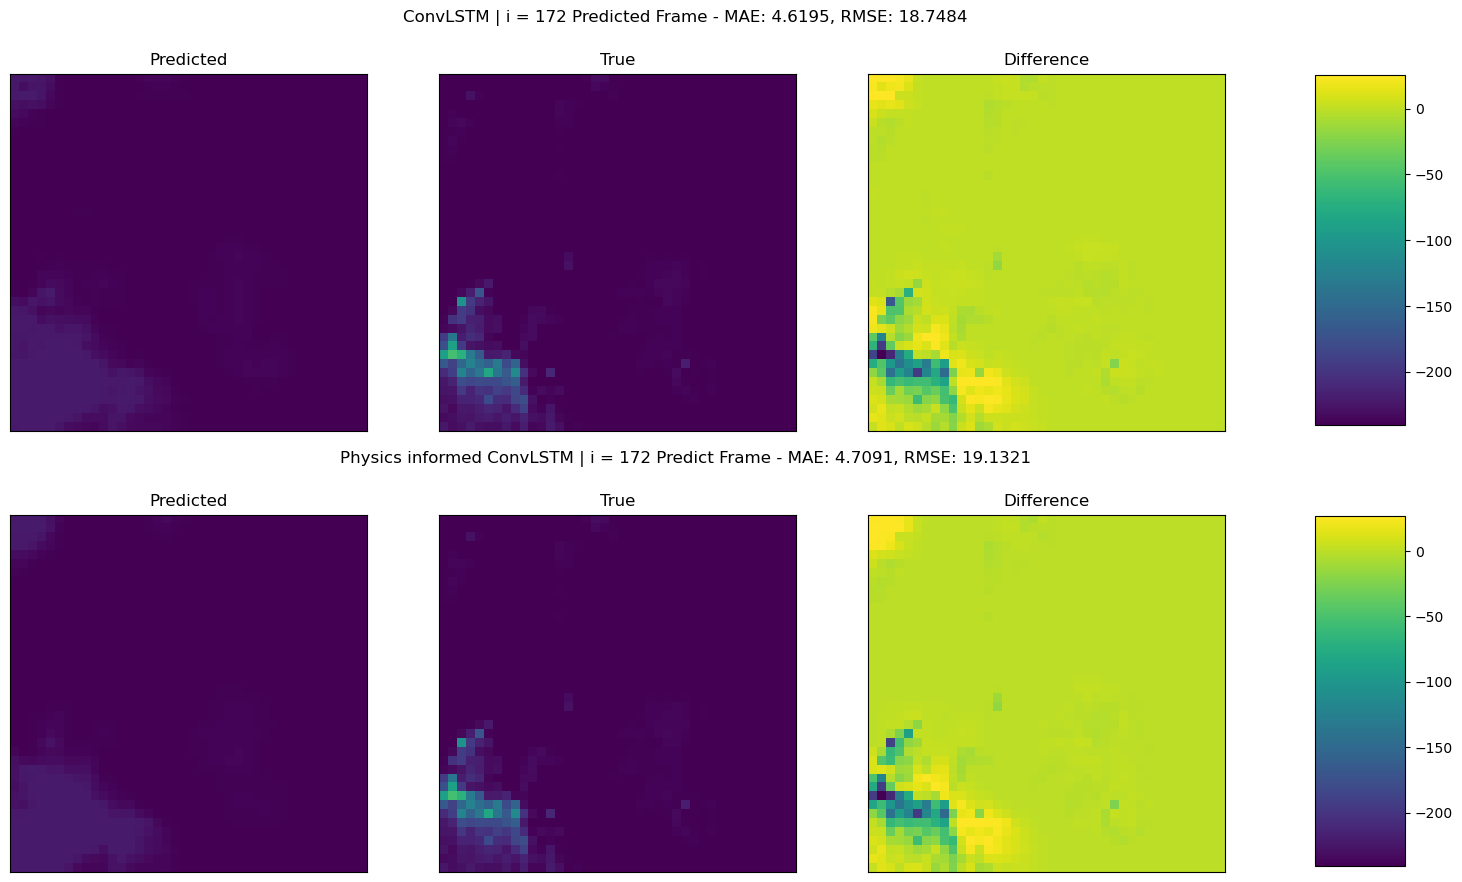 ConvLSTM | i = 172 Predicted Frame - MAE: 4.6195, RMSE: 18.7484
Predicted
True
Difference
0
−50
−100
−150
−200
Physics informed ConvLSTM | i = 172 Predict Frame - MAE: 4.7091, RMSE: 19.1321
Predicted
True
Difference
0
−50
−100
−150
−200